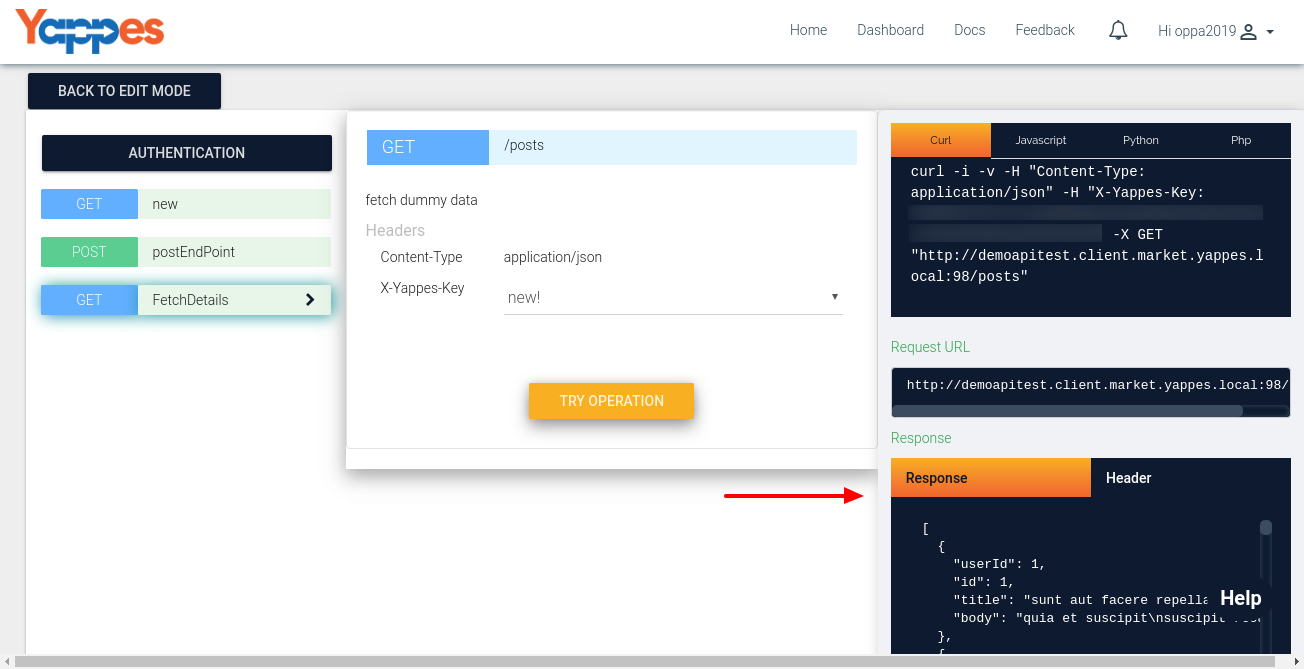 Yappes
Home Dashboard Docs Feedback Hi oppa2019
BACK TO EDIT MODE
AUTHENTICATION
GET new
POST postEndPoint
GET FetchDetails
GET /posts
fetch dummy data
Headers
Content-Type application/json
X-Yappes-Key new!
TRY OPERATION
Curl Javascript Python Php
curl -i -v -H "Content-Type:
application/json" -H "X-Yappes-Key:
-X GET
"http://demoapitest.client.market.yappes.l
ocal:98/posts"
Request URL
http://demoapitest.client.market.yappes.local:98/
Response
Response Header
[
{
"userId": 1,
"id": 1,
"title": "sunt aut facere repella
"body": "quia et suscipit\nsuscipit
},
{
Help